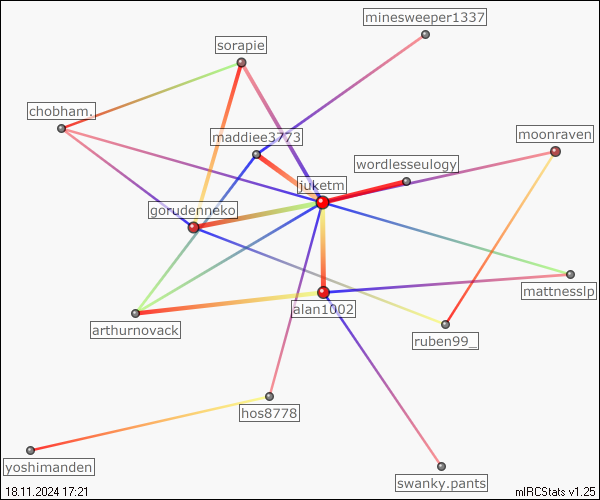 minesweeper1337
sorapie
chobham.
maddiee3773
moonraven
wordlesseulogy
juketm
gorudenneko
mattnesslp
alan1002
arthurnovack
ruben99_
hos8778
yoshimanden
swanky.pants
18.11.2024 17:21
mIRCStats v1.25